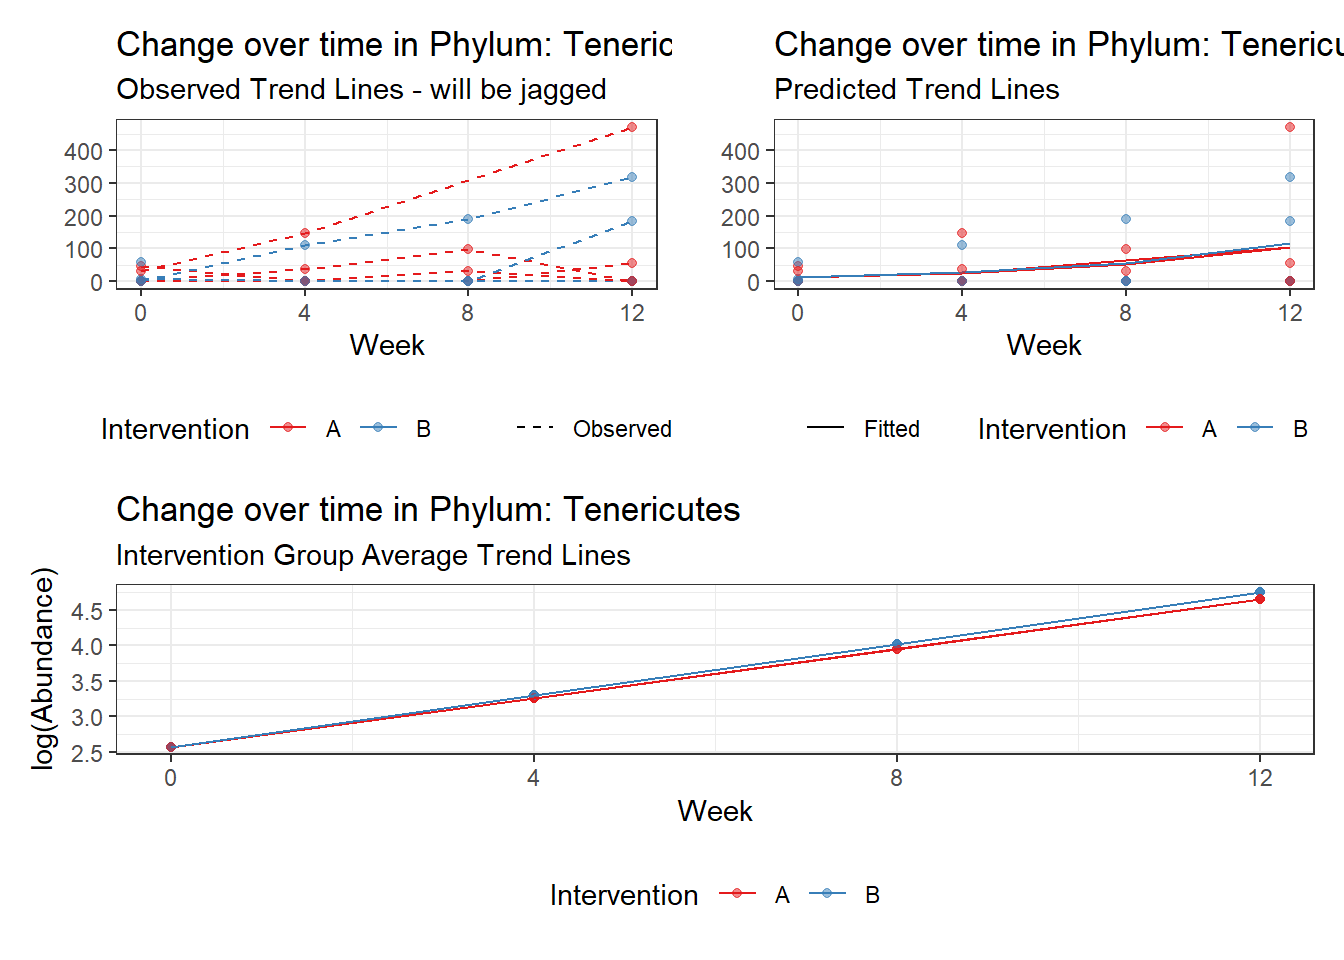 Change over time in Phylum: Teneric
Observed Trend Lines - will be jagged
400
300
200
100
0
0 4 8 12
Week
Intervention A B Observed
Change over time in Phylum: Tenericu
Predicted Trend Lines
400
300
200
100
0
0 4 8 12
Week
Fitted Intervention A B
Change over time in Phylum: Tenericutes
Intervention Group Average Trend Lines
log(Abundance)
4.5
4.0
3.5
3.0
2.5
0 4 8 12
Week
Intervention A B